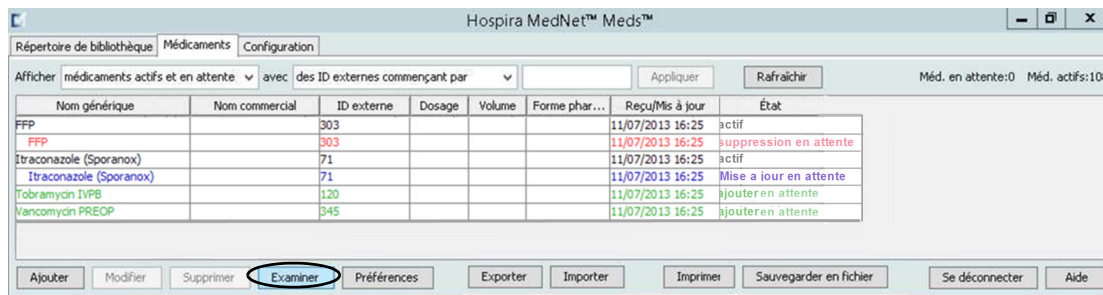 Hospira MedNet™ Meds™
Répertoire de bibliothèque Médicaments Configuration
Afficher médicaments actifs et en attente avec des ID externes commençant par Appliquer Rafraîchir Méd. en attente:0 Méd. actifs:10
Nom générique Nom commercial ID externe Dosage Volume Forme phar... Reçu/Mis à jour État
FFP 303 11/07/2013 16:25 actif
FFP 303 11/07/2013 16:25 suppression en attente
Itraconazole (Sporanox) 71 11/07/2013 16:25 actif
Itraconazole (Sporanox) 71 11/07/2013 16:25 Mise a jour en attente
Tobramycin IVPB 120 11/07/2013 16:25 ajouter en attente
Vancomycin PREOP 345 11/07/2013 16:25 ajouter en attente
Ajouter Modifier Supprimer Examiner Préférences Exporter Importer Imprimer Sauvegarder en fichier Se déconnecter Aide